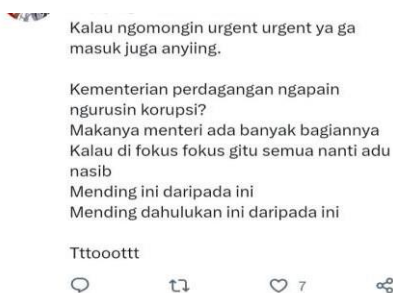 Kalau ngomongin urgent urgent ya ga
masuk juga anyiing.
Kementerian perdagangan ngapain
ngurusin korupsi?
Makanya menteri ada banyak bagiannya
Kalau di fokus fokus gitu semua nanti adu
nasib
Mending ini daripada ini
Mending dahulukan ini daripada ini
Tttooottt
7